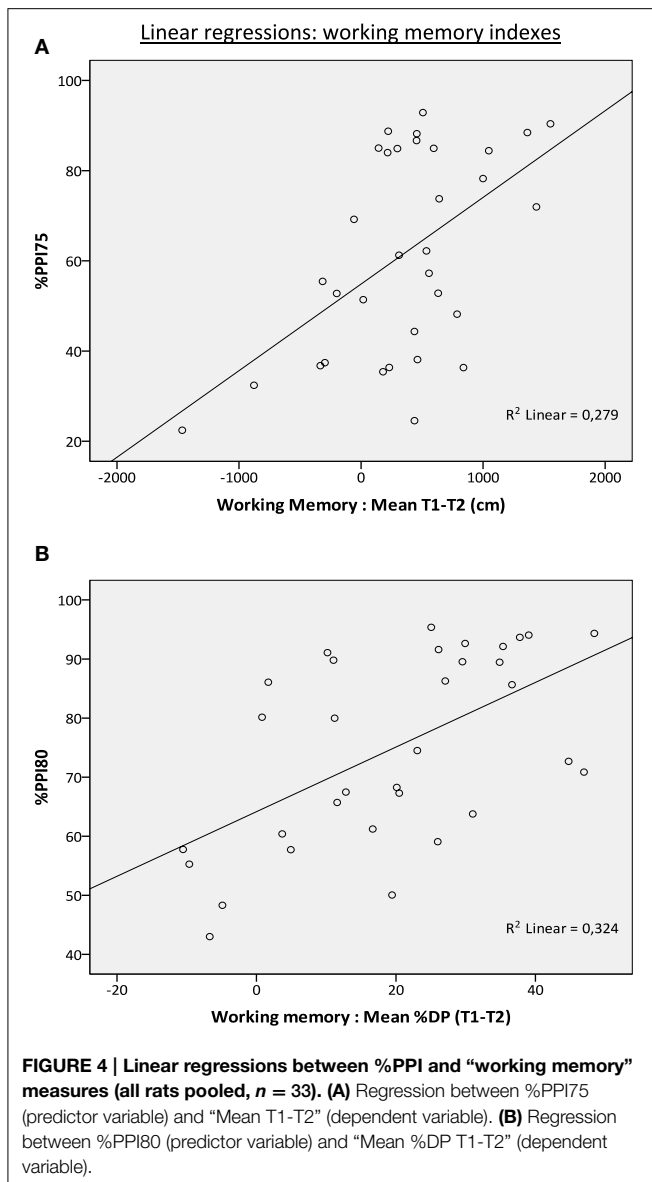 Linear regressions: working memory indexes
A
100
80
60
40
20
%PPI75
R² Linear = 0,279
-2000 -1000 0 1000 2000
Working Memory : Mean T1-T2 (cm)
B
100
90
80
70
60
50
40
%PPI80
R² Linear = 0,324
-20 0 20 40
Working memory : Mean %DP (T1-T2)
FIGURE 4 | Linear regressions between %PPI and “working memory”
measures (all rats pooled, n = 33). (A) Regression between %PPI75
(predictor variable) and “Mean T1-T2” (dependent variable). (B) Regression
between %PPI80 (predictor variable) and “Mean %DP T1-T2” (dependent
variable).